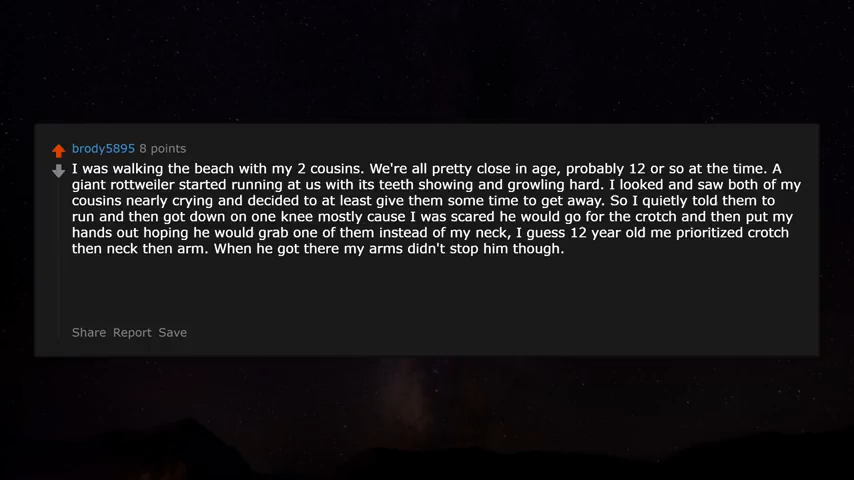 brody5895 8 points
I was walking the beach with my 2 cousins. We're all pretty close in age, probably 12 or so at the time. A
giant rottweiler started running at us with its teeth showing and growling hard. I looked and saw both of my
cousins nearly crying and decided to at least give them some time to get away. So I quietly told them to
run and then got down on one knee mostly cause I was scared he would go for the crotch and then put my
hands out hoping he would grab one of them instead of my neck, I guess 12 year old me prioritized crotch
then neck then arm. When he got there my arms didn't stop him though.
Share Report Save